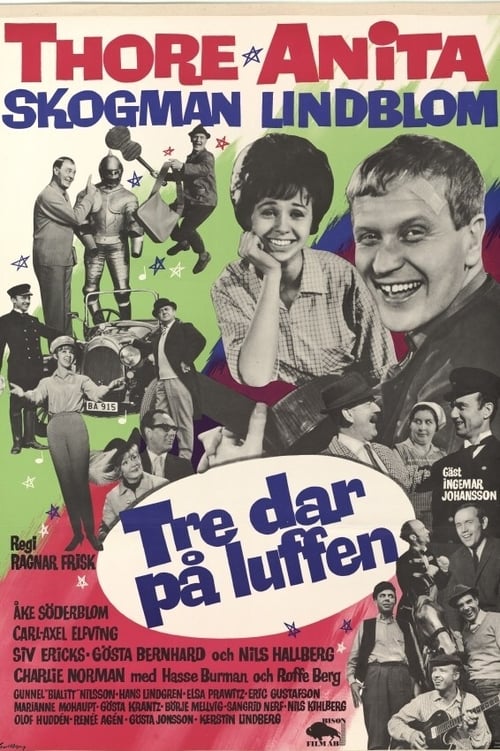 THORE ANITA
SKOGMAN LINDBLOM
BA 915
Gäst
INGEMAR
JOHANSSON
Tre dar
på luffen
Regi
RAGNAR FRISK
ÅKE SÖDERBLOM
CARL-AXEL ELFVING
SIV ERICKS · GÖSTA BERNHARD och NILS HALLBERG
CHARLIE NORMAN med Hasse Burman och Roffe Berg
GUNNEL "BIALITT" NILSSON · HANS LINDGREN · ELSA PRAWITZ · ERIC GUSTAFSON
MARIANNE MOHAUPT · GÖSTA KRANTZ · BÖRJE MELLVIG · SANGRID NERF · NILS KIHLBERG
OLOF HUDDÉN · RENÉE AGÉN · GÖSTA JONSSON · KERSTIN LINDBERG
BISON
FILM AB